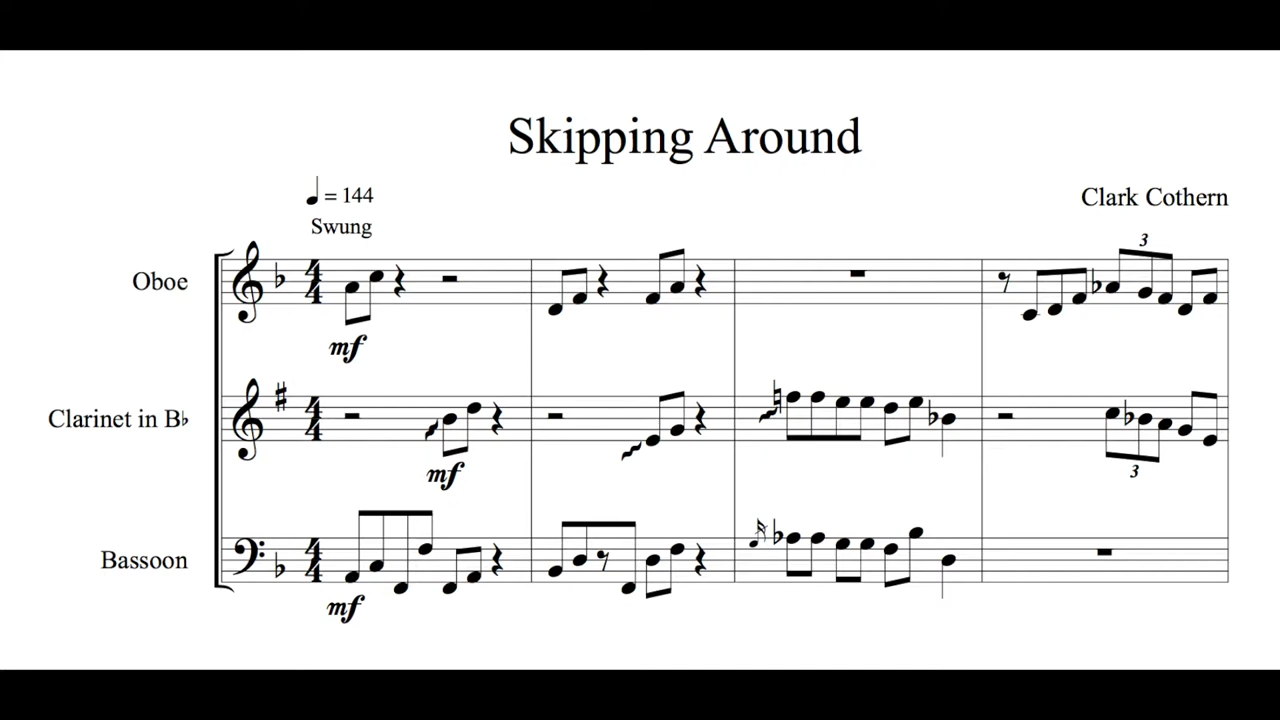 Skipping Around
♩ = 144
Clark Cothern
Swung
3
Oboe
mf
Clarinet in B♭
mf
3
Bassoon
mf